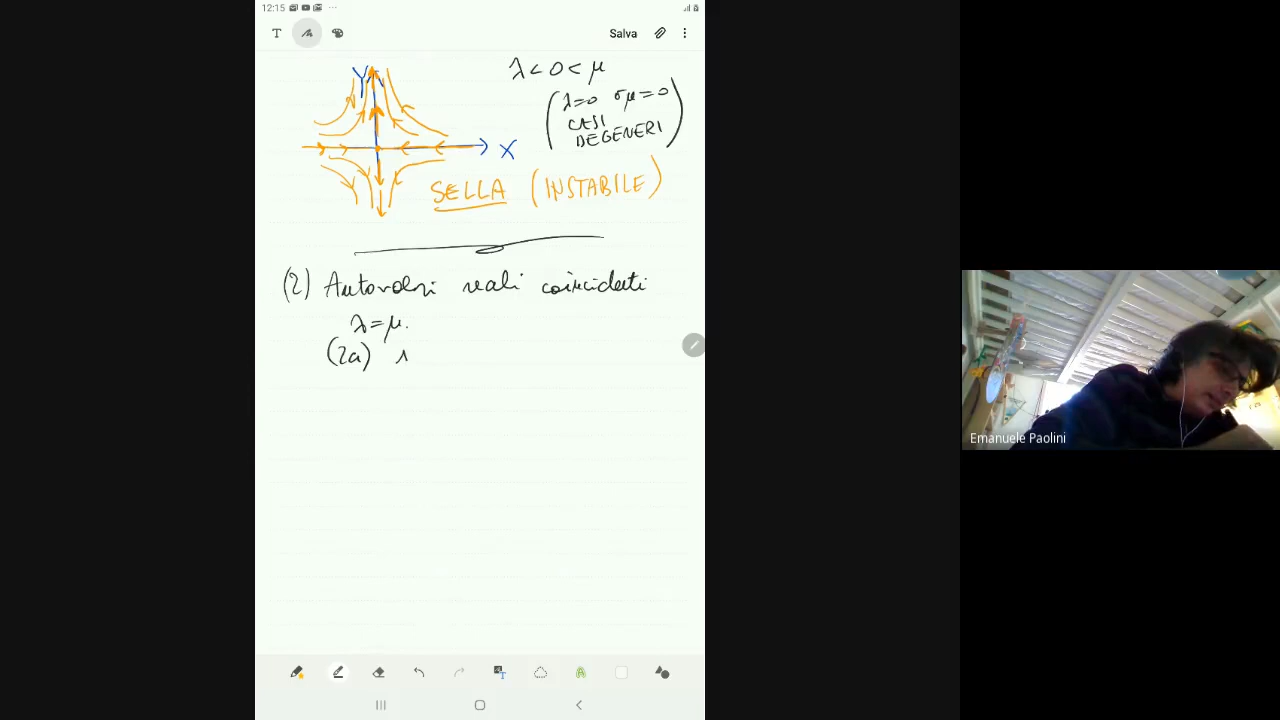 12:15
T Salva
λ < 0 < μ
Y
(λ=0 o μ=0
CASI
DEGENERI)
X
SELLA (INSTABILE)
(2) Autovalori reali coincidenti
λ = μ.
(2a)
Emanuele Paolini